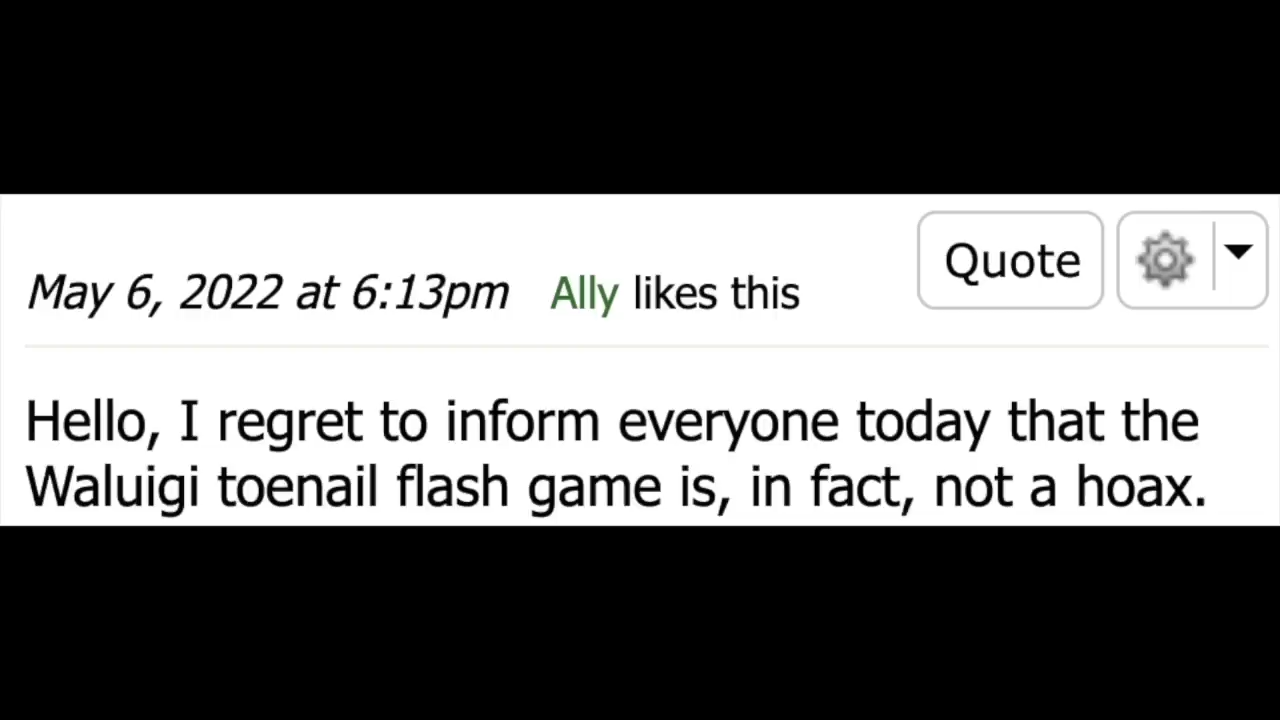 May 6, 2022 at 6:13pm Ally likes this Quote
Hello, I regret to inform everyone today that the
Waluigi toenail flash game is, in fact, not a hoax.